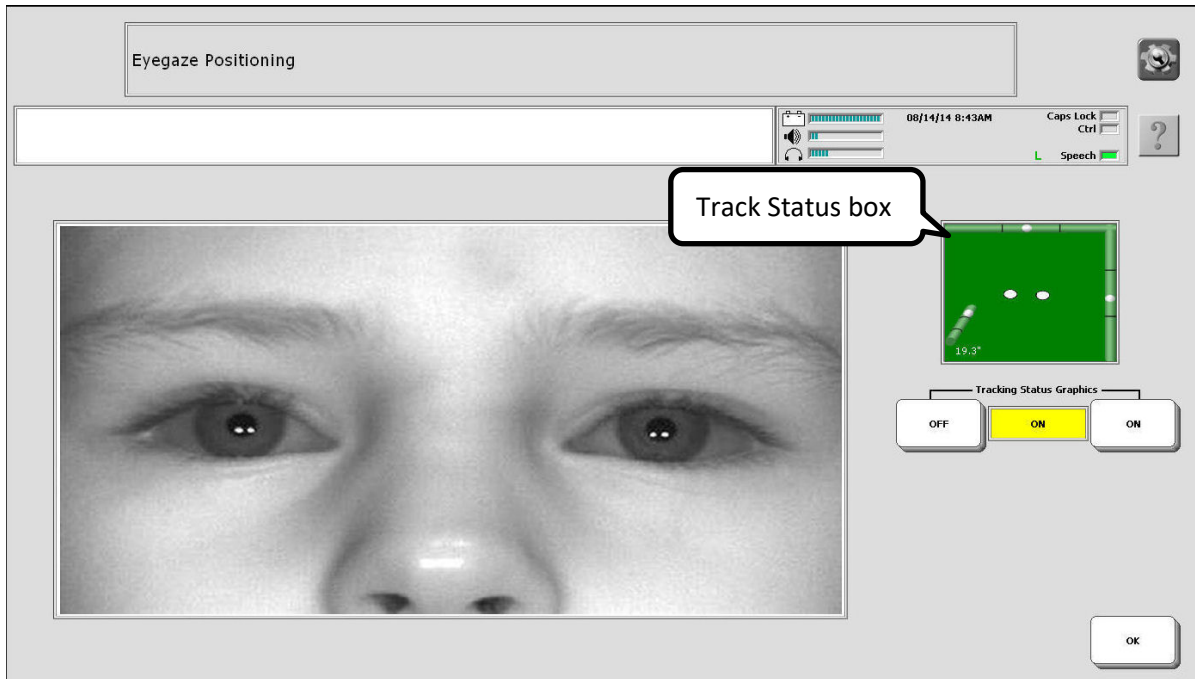 Eyegaze Positioning
08/14/14 8:43AM
Caps Lock
Ctrl
L Speech
?
Track Status box
19.3"
Tracking Status Graphics
OFF ON ON
OK